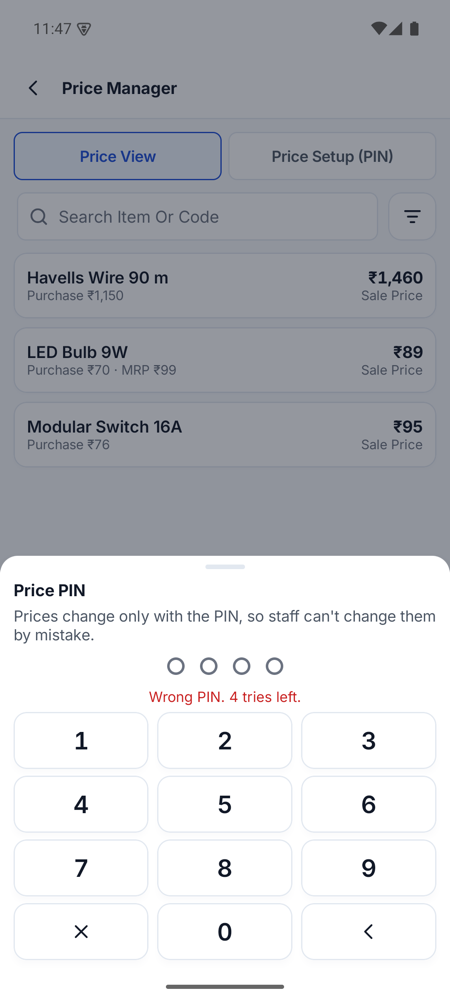 11:47
Price Manager
Price View
Price Setup (PIN)
Search Item Or Code
Havells Wire 90 m
₹1,460
Purchase ₹1,150
Sale Price
LED Bulb 9W
₹89
Purchase ₹70 · MRP ₹99
Sale Price
Modular Switch 16A
₹95
Purchase ₹76
Sale Price
Price PIN
Prices change only with the PIN, so staff can't change them
by mistake.
Wrong PIN. 4 tries left.
1 2 3
4 5 6
7 8 9
0